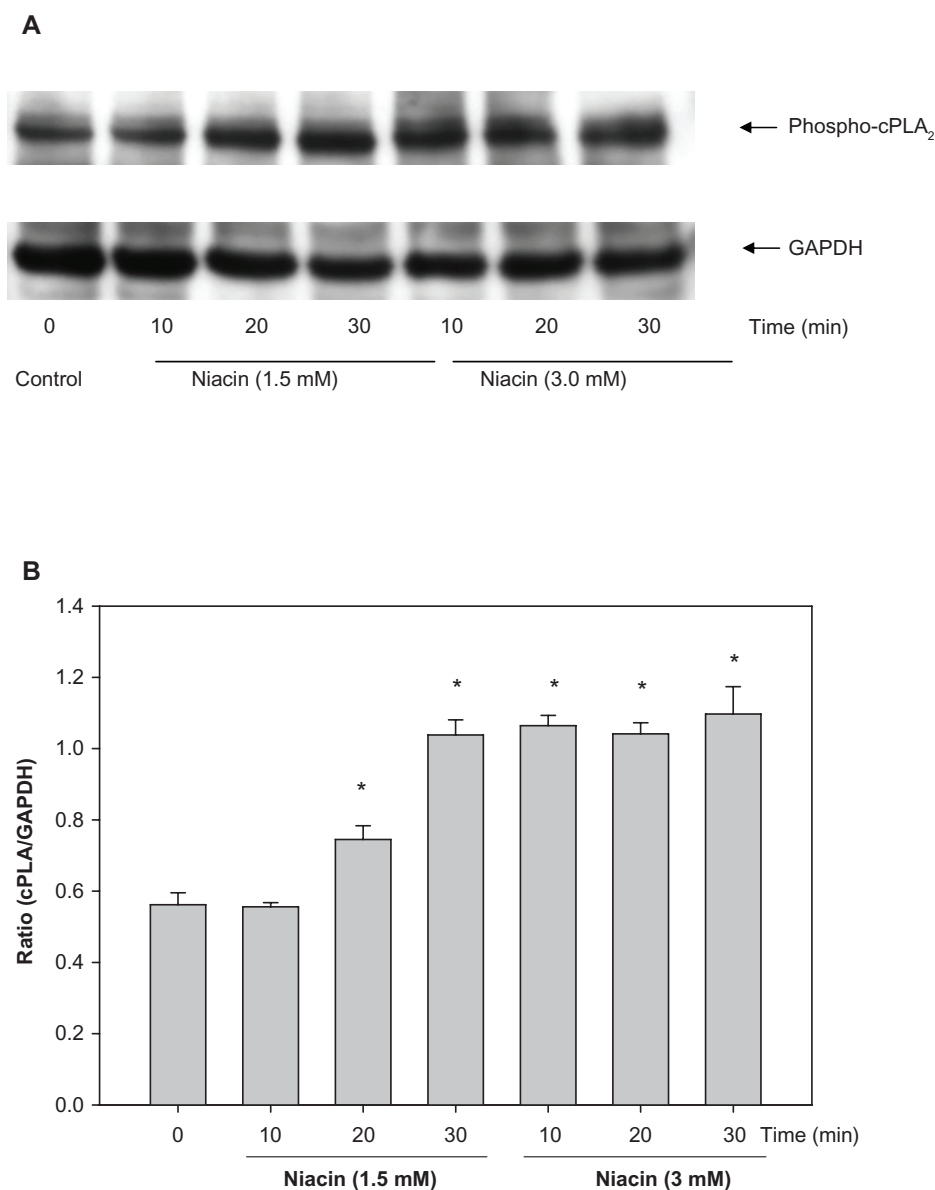 A
Phospho-cPLA₂
GAPDH
0 10 20 30 10 20 30 Time (min)
Control Niacin (1.5 mM) Niacin (3.0 mM)
B
1.4
1.2
1.0
0.8
0.6
0.4
0.2
0.0
Ratio (cPLA/GAPDH)
* * * * *
0 10 20 30 10 20 30 Time (min)
Niacin (1.5 mM) Niacin (3 mM)